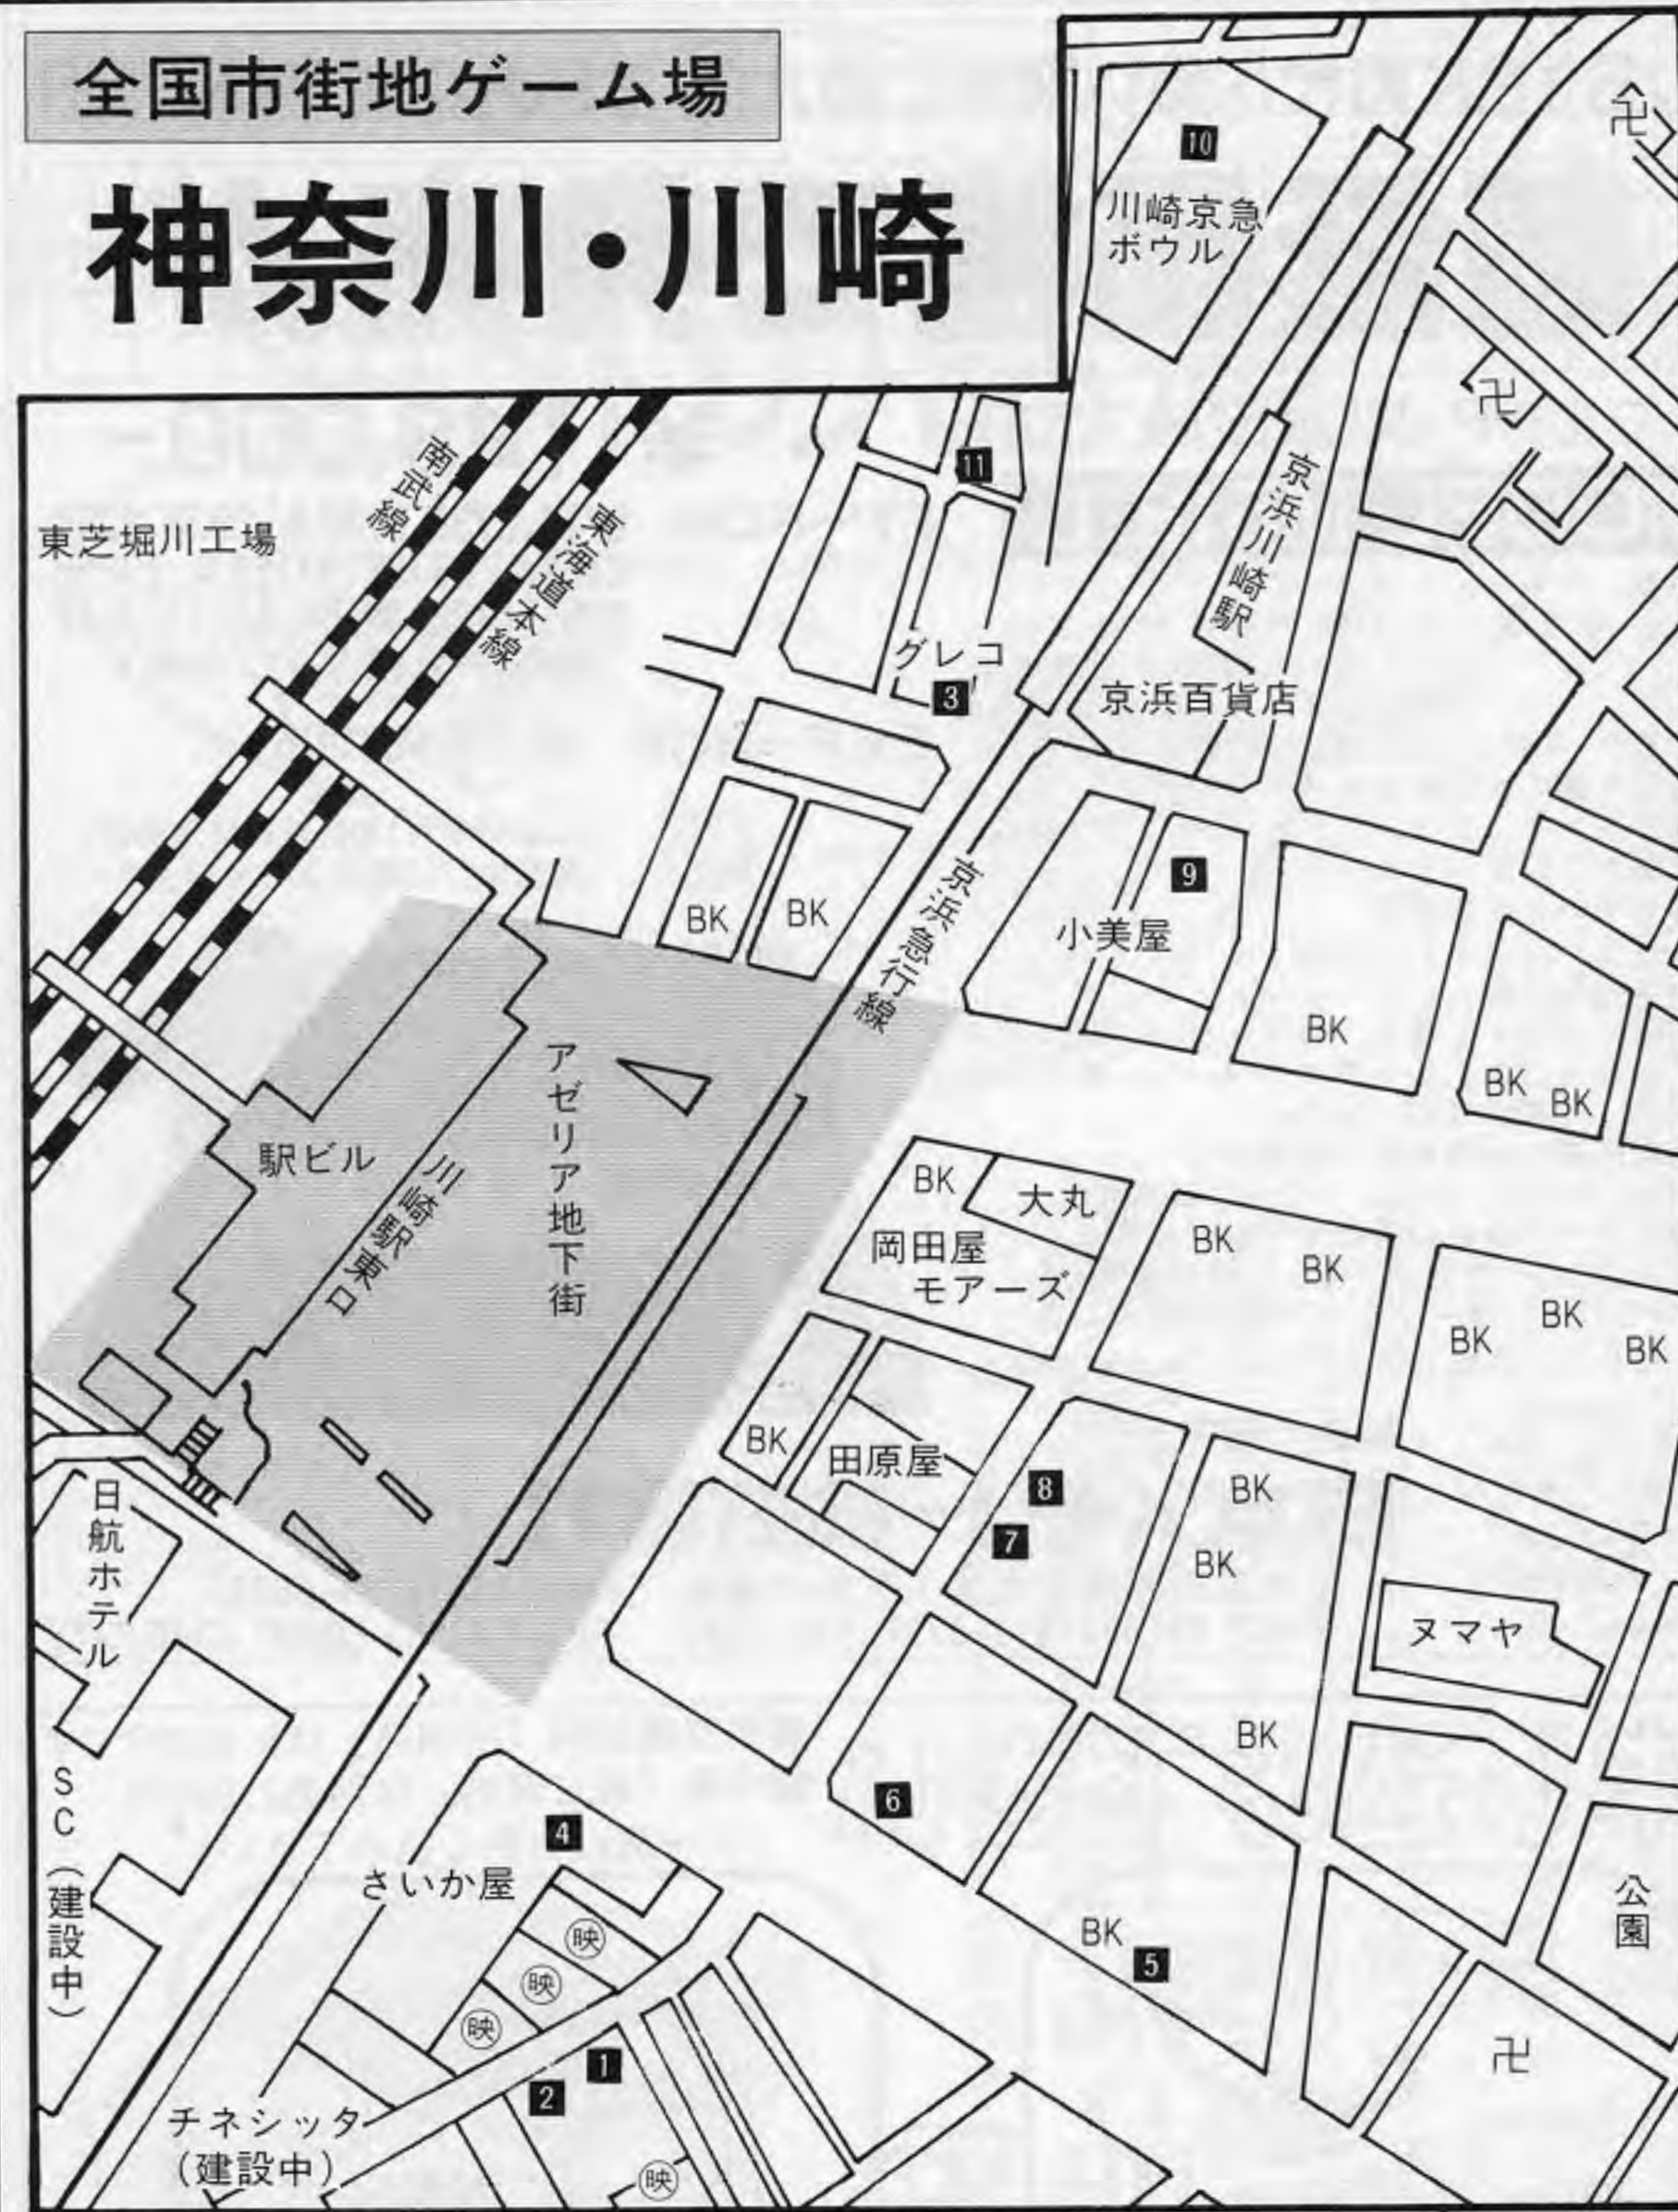 全国市街地ゲーム場
神奈川・川崎
10
川崎京急
ボウル
卍
卍
南武線
東海道本線
東芝堀川工場
11
京浜川崎駅
グレコ
3
京浜百貨店
京浜急行線
9
小美屋
BK
BK
BK
BK
BK
アゼリア地下街
駅ビル
川崎駅東口
BK
大丸
岡田屋
モアーズ
BK
BK
BK
BK
BK
BK
田原屋
8
7
BK
BK
BK
ヌマヤ
日航ホテル
SC(建設中)
4
さいか屋
映
映
映
6
BK
5
公園
卍
1
2
チネシッタ
(建設中)
映